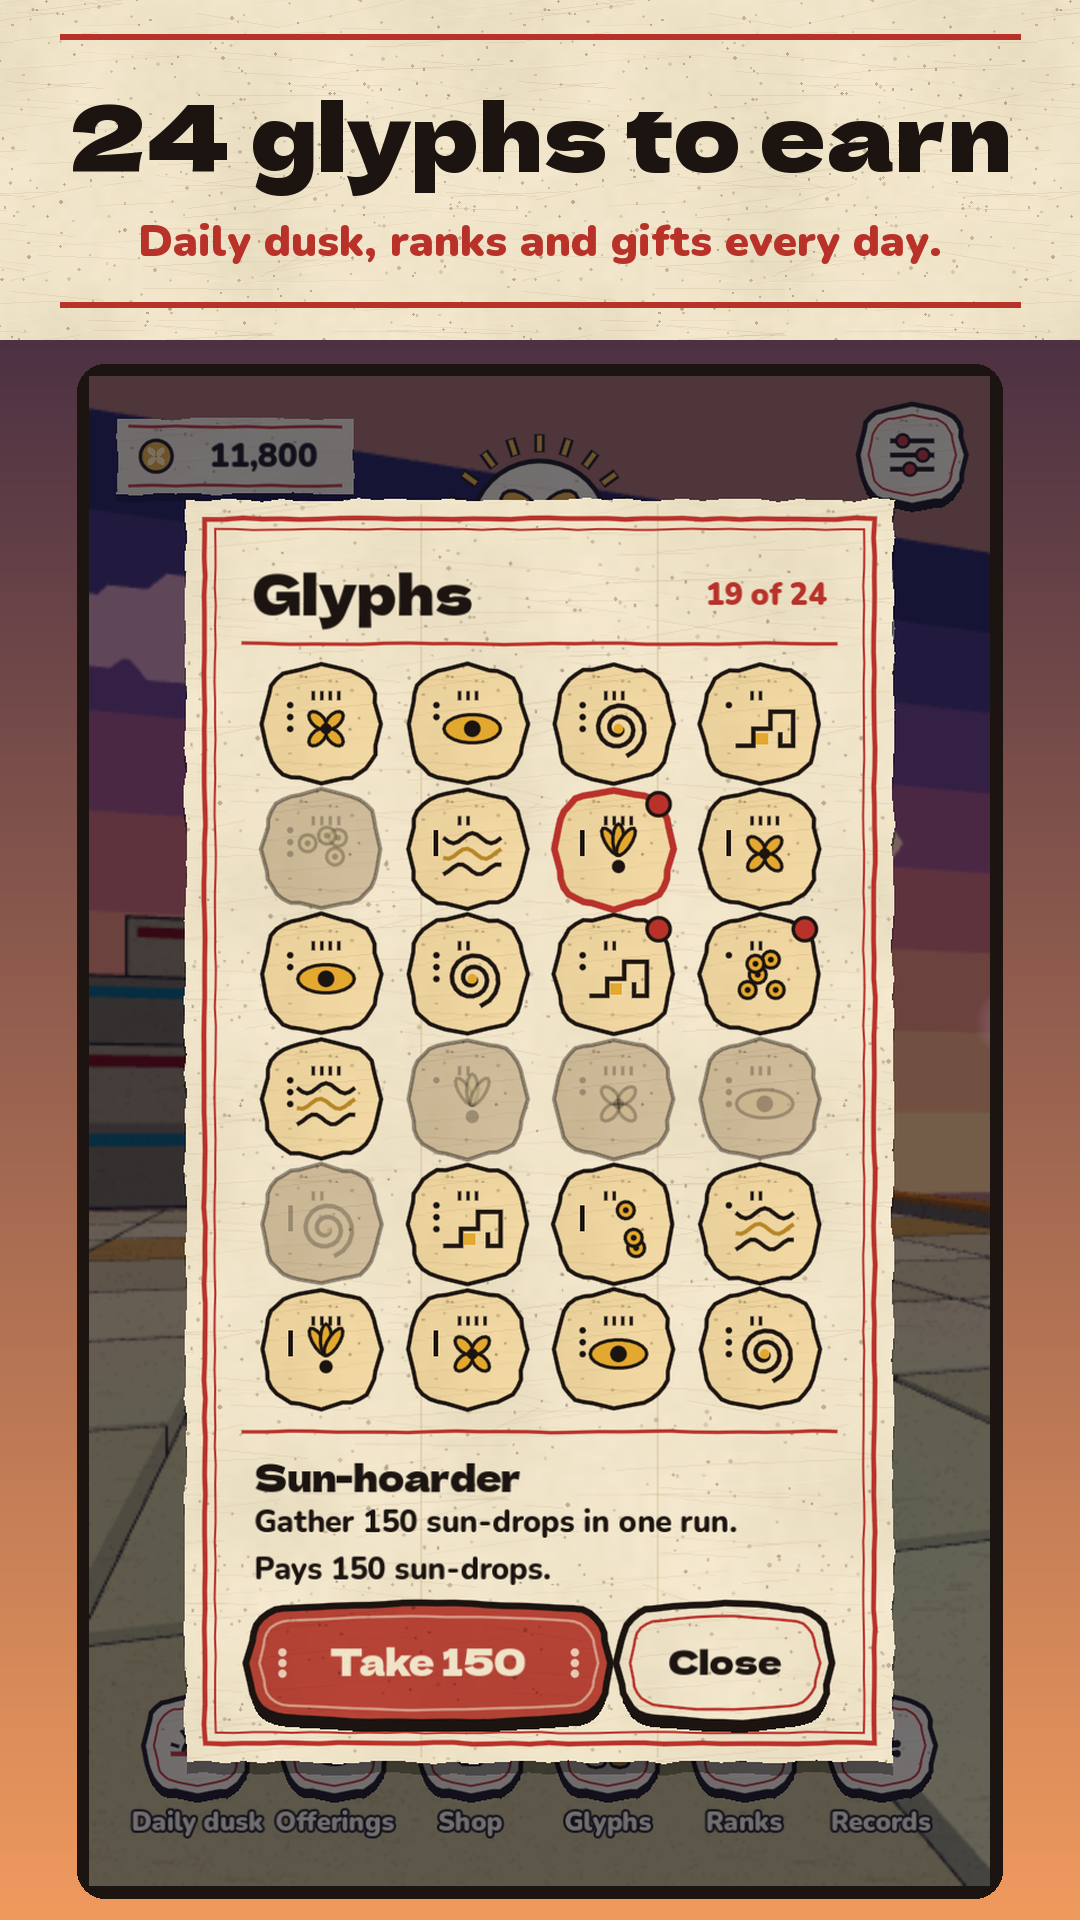 24 glyphs to earn
Daily dusk, ranks and gifts every day.
11,800
Glyphs
19 of 24
Sun-hoarder
Gather 150 sun-drops in one run.
Pays 150 sun-drops.
Take 150
Close
Daily dusk
Offerings
Shop
Glyphs
Ranks
Records